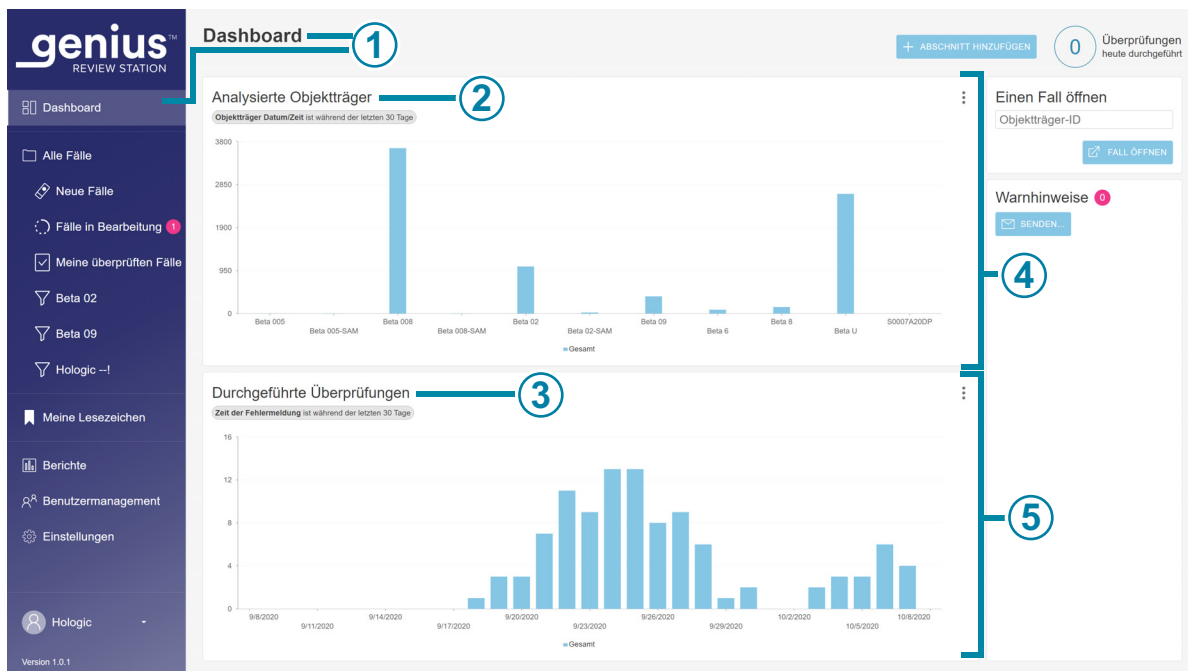 genius™
REVIEW STATION
Dashboard
Alle Fälle
Neue Fälle
Fälle in Bearbeitung 1
Meine überprüften Fälle
Beta 02
Beta 09
Hologic --!
Meine Lesezeichen
Berichte
Benutzermanagement
Einstellungen
Hologic
Version 1.0.1
Dashboard
1
+ ABSCHNITT HINZUFÜGEN
0
Überprüfungen
heute durchgeführt
Analysierte Objektträger
2
Objektträger Datum/Zeit ist während der letzten 30 Tage
3800
2850
1900
950
0
Beta 005
Beta 005-SAM
Beta 008
Beta 008-SAM
Beta 02
Beta 02-SAM
Beta 09
Beta 6
Beta 8
Beta U
S0007A20DP
Gesamt
4
Durchgeführte Überprüfungen
3
Zeit der Fehlermeldung ist während der letzten 30 Tage
16
12
8
4
0
9/8/2020
9/11/2020
9/14/2020
9/17/2020
9/20/2020
9/23/2020
9/26/2020
9/29/2020
10/2/2020
10/5/2020
10/8/2020
Gesamt
5
Einen Fall öffnen
Objektträger-ID
FALL ÖFFNEN
Warnhinweise 0
SENDEN...